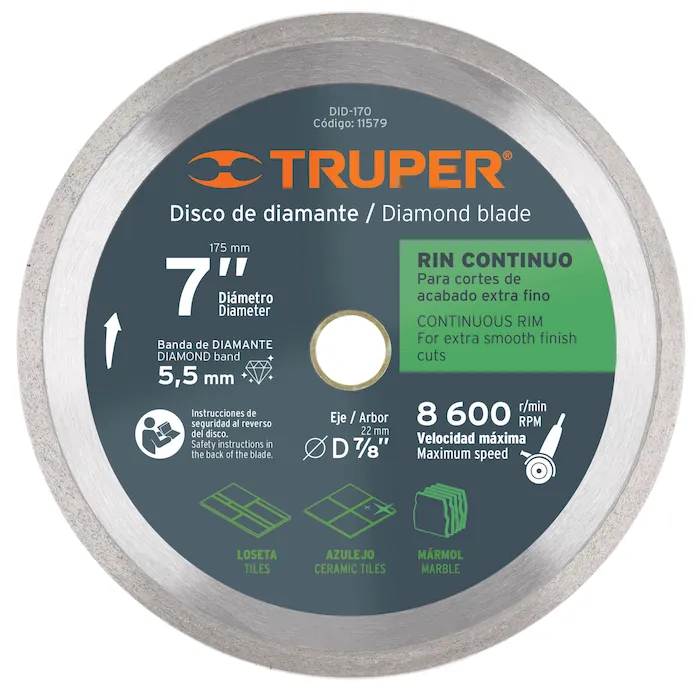 DID-170
Código: 11579
TRUPER®
Disco de diamante / Diamond blade
175 mm
7"
Diámetro
Diameter
RIN CONTINUO
Para cortes de
acabado extra fino
CONTINUOUS RIM
For extra smooth finish
cuts
Banda de DIAMANTE
DIAMOND band
5,5 mm
Instrucciones de
seguridad al reverso
del disco.
Safety instructions in
the back of the blade.
Eje / Arbor
22 mm
D 7/8"
8 600 r/min
RPM
Velocidad máxima
Maximum speed
LOSETA
TILES
AZULEJO
CERAMIC TILES
MÁRMOL
MARBLE